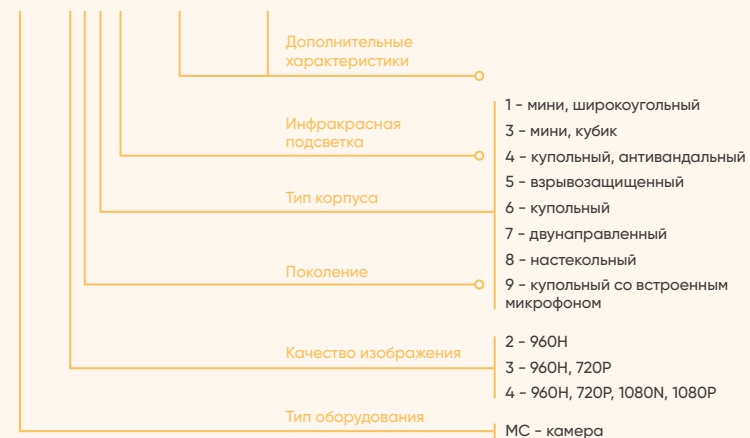 Дополнительные
характеристики
Инфракрасная
подсветка
Тип корпуса
Поколение
1 - мини, широкоугольный
3 - мини, кубик
4 - купольный, антивандальный
5 - взрывозащищенный
6 - купольный
7 - двунаправленный
8 - настекольный
9 - купольный со встроенным
микрофоном
Качество изображения
2 - 960H
3 - 960H, 720P
4 - 960H, 720P, 1080N, 1080P
Тип оборудования
MC - камера